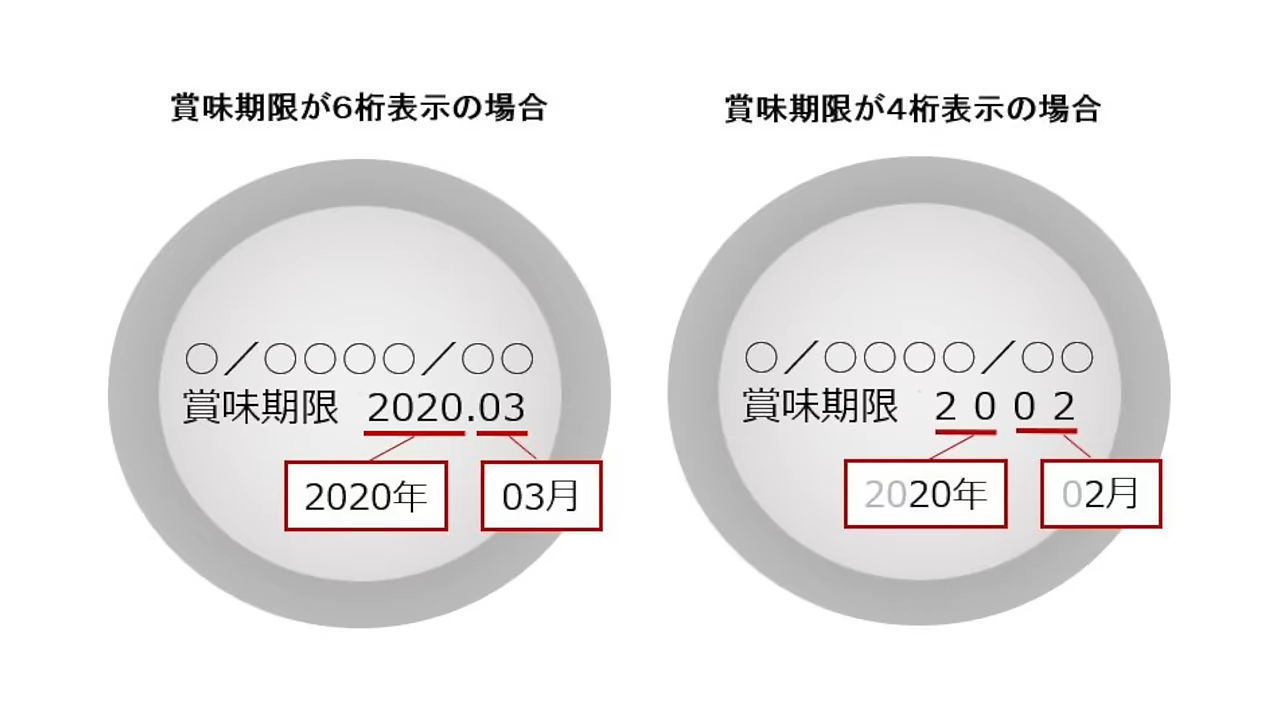 賞味期限が6桁表示の場合
○／○○○○／○○
賞味期限 2020.03
2020年
03月
賞味期限が4桁表示の場合
○／○○○○／○○
賞味期限 2 0 0 2
2020年
02月